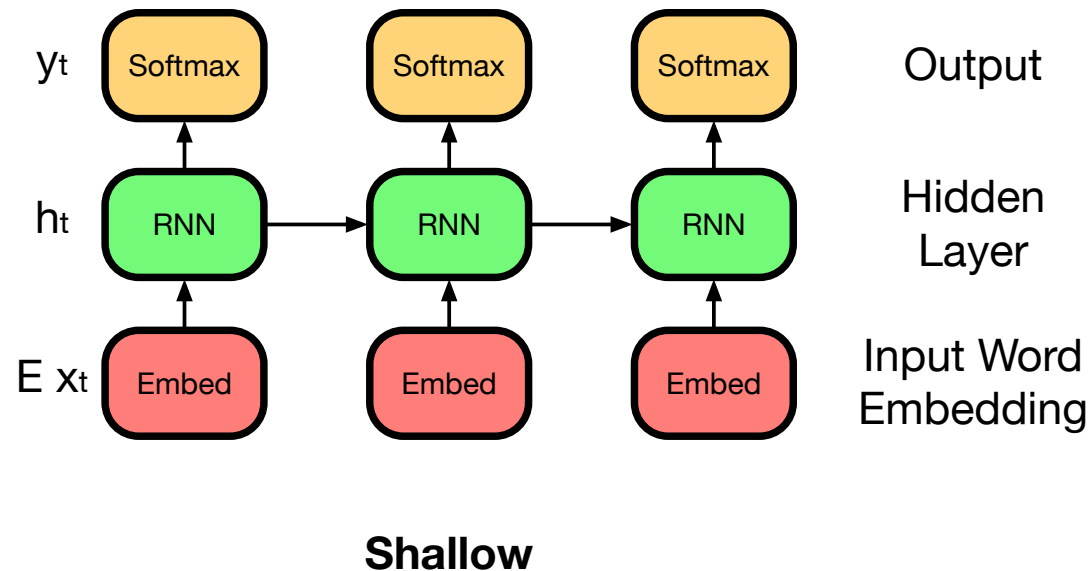 yt Softmax Softmax Softmax Output
ht RNN RNN RNN Hidden
Layer
E xt Embed Embed Embed Input Word
Embedding
Shallow